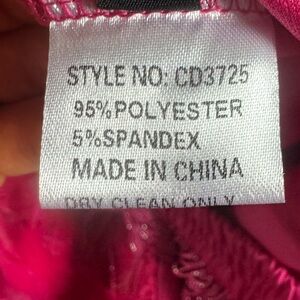 STYLE NO: CD3725
95%POLYESTER
5%SPANDEX
MADE IN CHINA
DRY CLEAN ONLY